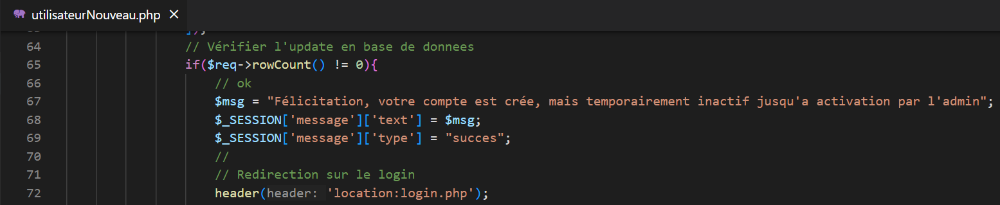 utilisateurNouveau.php ×
64 // Vérifier l'update en base de donnees
65 if($req->rowCount() != 0){
66 // ok
67 $msg = "Félicitation, votre compte est crée, mais temporairement inactif jusqu'a activation par l'admin";
68 $_SESSION['message']['text'] = $msg;
69 $_SESSION['message']['type'] = "succes";
70 //
71 // Redirection sur le login
72 header(header: 'location:login.php');